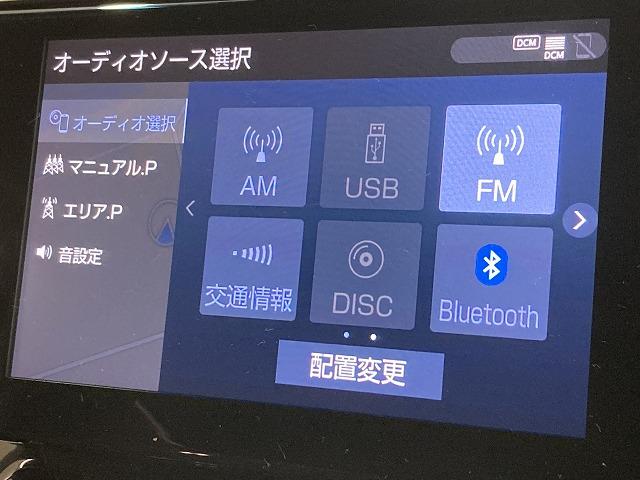 オーディオソース選択
DCM
DCM
オーディオ選択
マニュアル.P
エリア.P
音設定
AM
USB
FM
交通情報
DISC
Bluetooth
配置変更